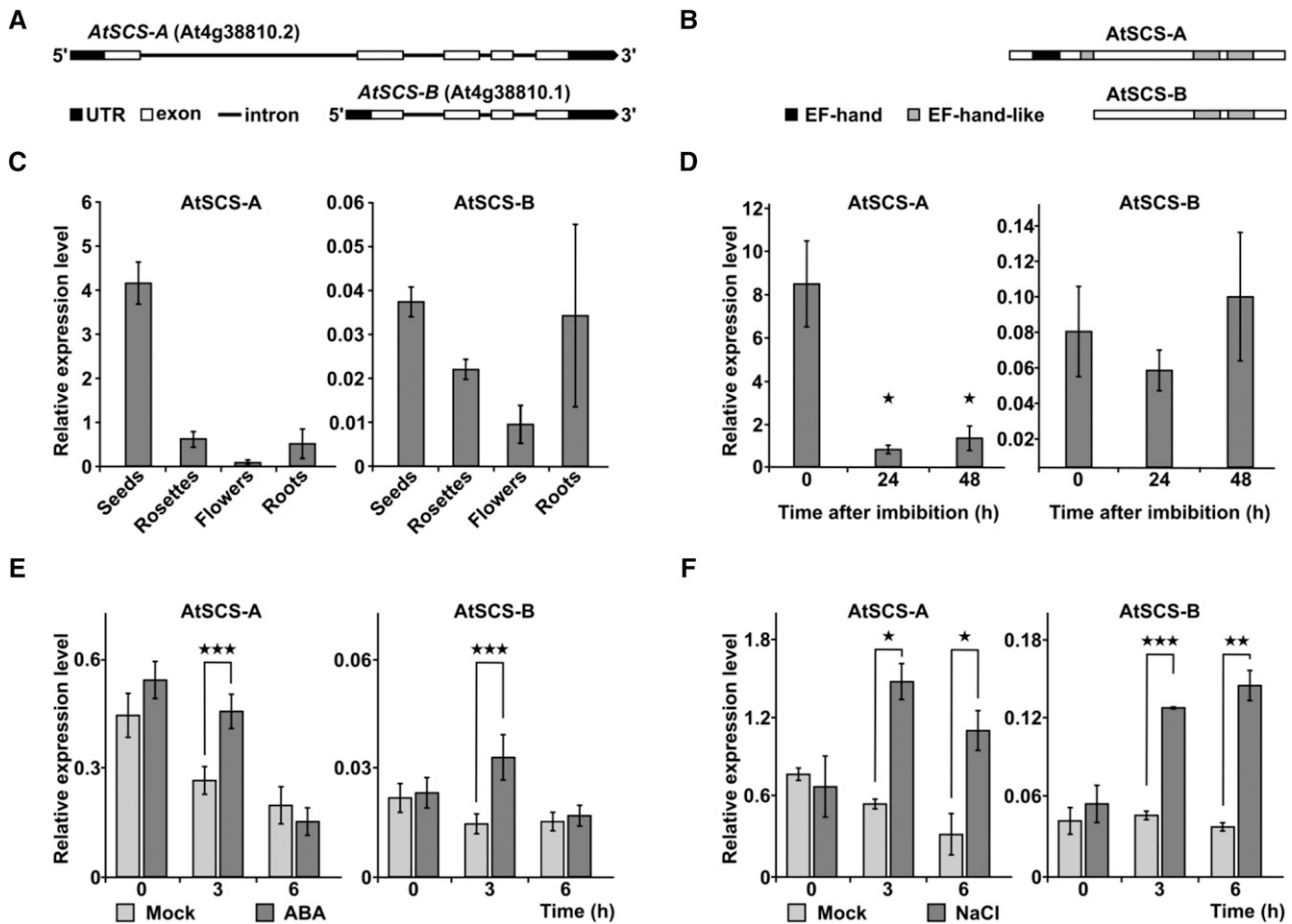 A
AtSCS-A (At4g38810.2)
5' 3'
AtSCS-B (At4g38810.1)
UTR exon intron 5' 3'
B
AtSCS-A
AtSCS-B
EF-hand EF-hand-like
C
Relative expression level
AtSCS-A
6
5
4
3
2
1
0
Seeds Rosettes Flowers Roots
AtSCS-B
0.06
0.05
0.04
0.03
0.02
0.01
0
Seeds Rosettes Flowers Roots
D
Relative expression level
AtSCS-A
12
10
8
6
4
2
0
★ ★
0 24 48
Time after imbibition (h)
AtSCS-B
0.14
0.12
0.10
0.08
0.06
0.04
0.02
0 24 48
Time after imbibition (h)
E
Relative expression level
AtSCS-A
★★★
0.6
0.3
0
0 3 6
AtSCS-B
★★★
0.06
0.03
0
0 3 6
Mock ABA Time (h)
F
Relative expression level
AtSCS-A
★ ★
1.8
1.2
0.6
0
0 3 6
AtSCS-B
★★★ ★★
0.18
0.12
0.06
0
0 3 6
Mock NaCl Time (h)